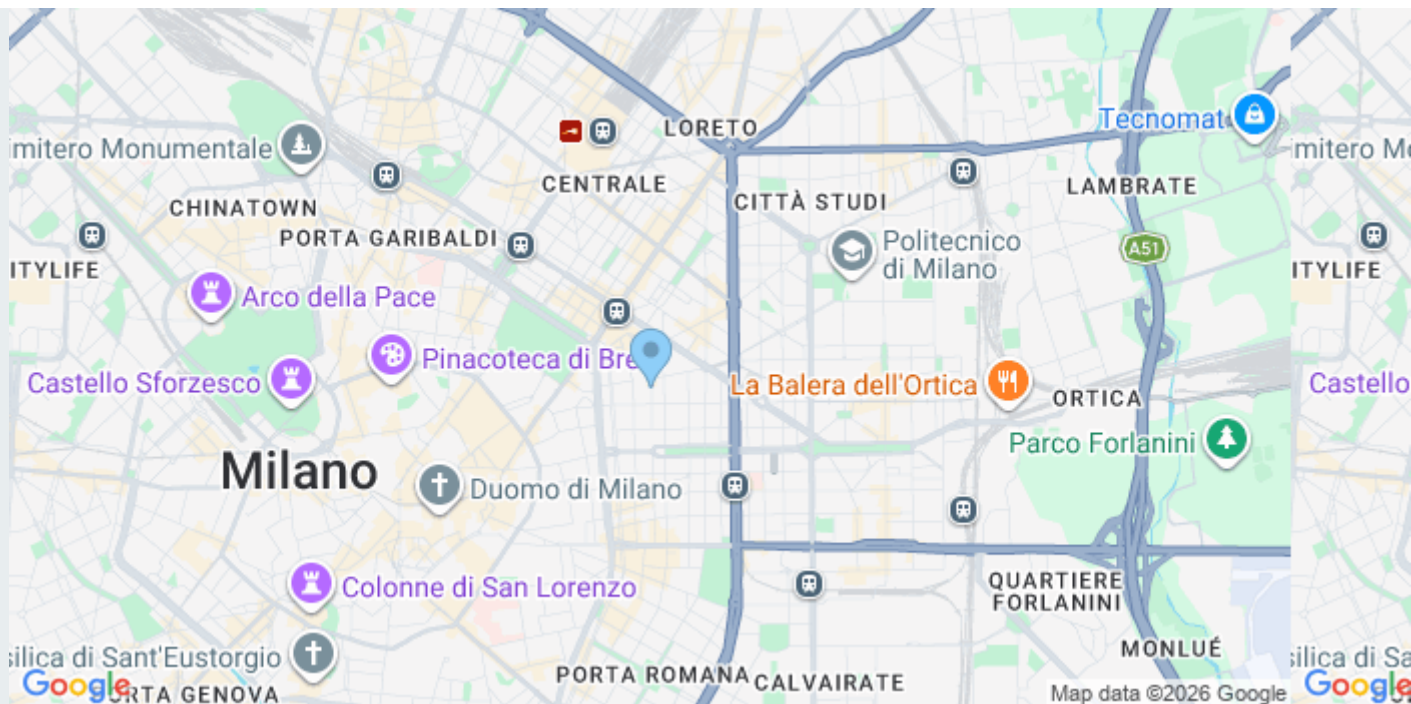 LORETO
Tecnomat
imitero Monumentale
mitero Mo
CENTRALE
LAMBRATE
CHINATOWN
CITTÀ STUDI
PORTA GARIBALDI
Politecnico
di Milano
A51
ITYLIFE
ITYLIFE
Arco della Pace
Pinacoteca di Bre
Castello Sforzesco
La Balera dell'Ortica
Castello
ORTICA
Parco Forlanini
Milano
Duomo di Milano
Colonne di San Lorenzo
QUARTIERE
FORLANINI
MONLUÉ
silica di Sant'Eustorgio
silica di Sa
PORTA ROMANA
CALVAIRATE
Google
RTA GENOVA
Map data ©2026 Google
Google